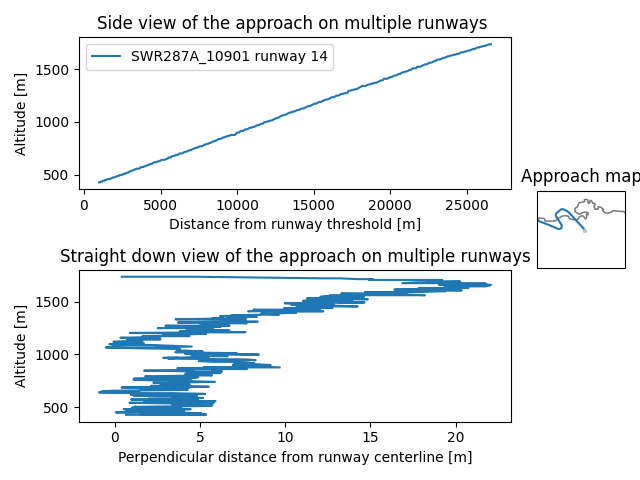 Side view of the approach on multiple runways
SWR287A_10901 runway 14
Altitude [m]
1500
1000
500
0 5000 10000 15000 20000 25000
Distance from runway threshold [m]
Approach map
Straight down view of the approach on multiple runways
Altitude [m]
1500
1000
500
0 5 10 15 20
Perpendicular distance from runway centerline [m]